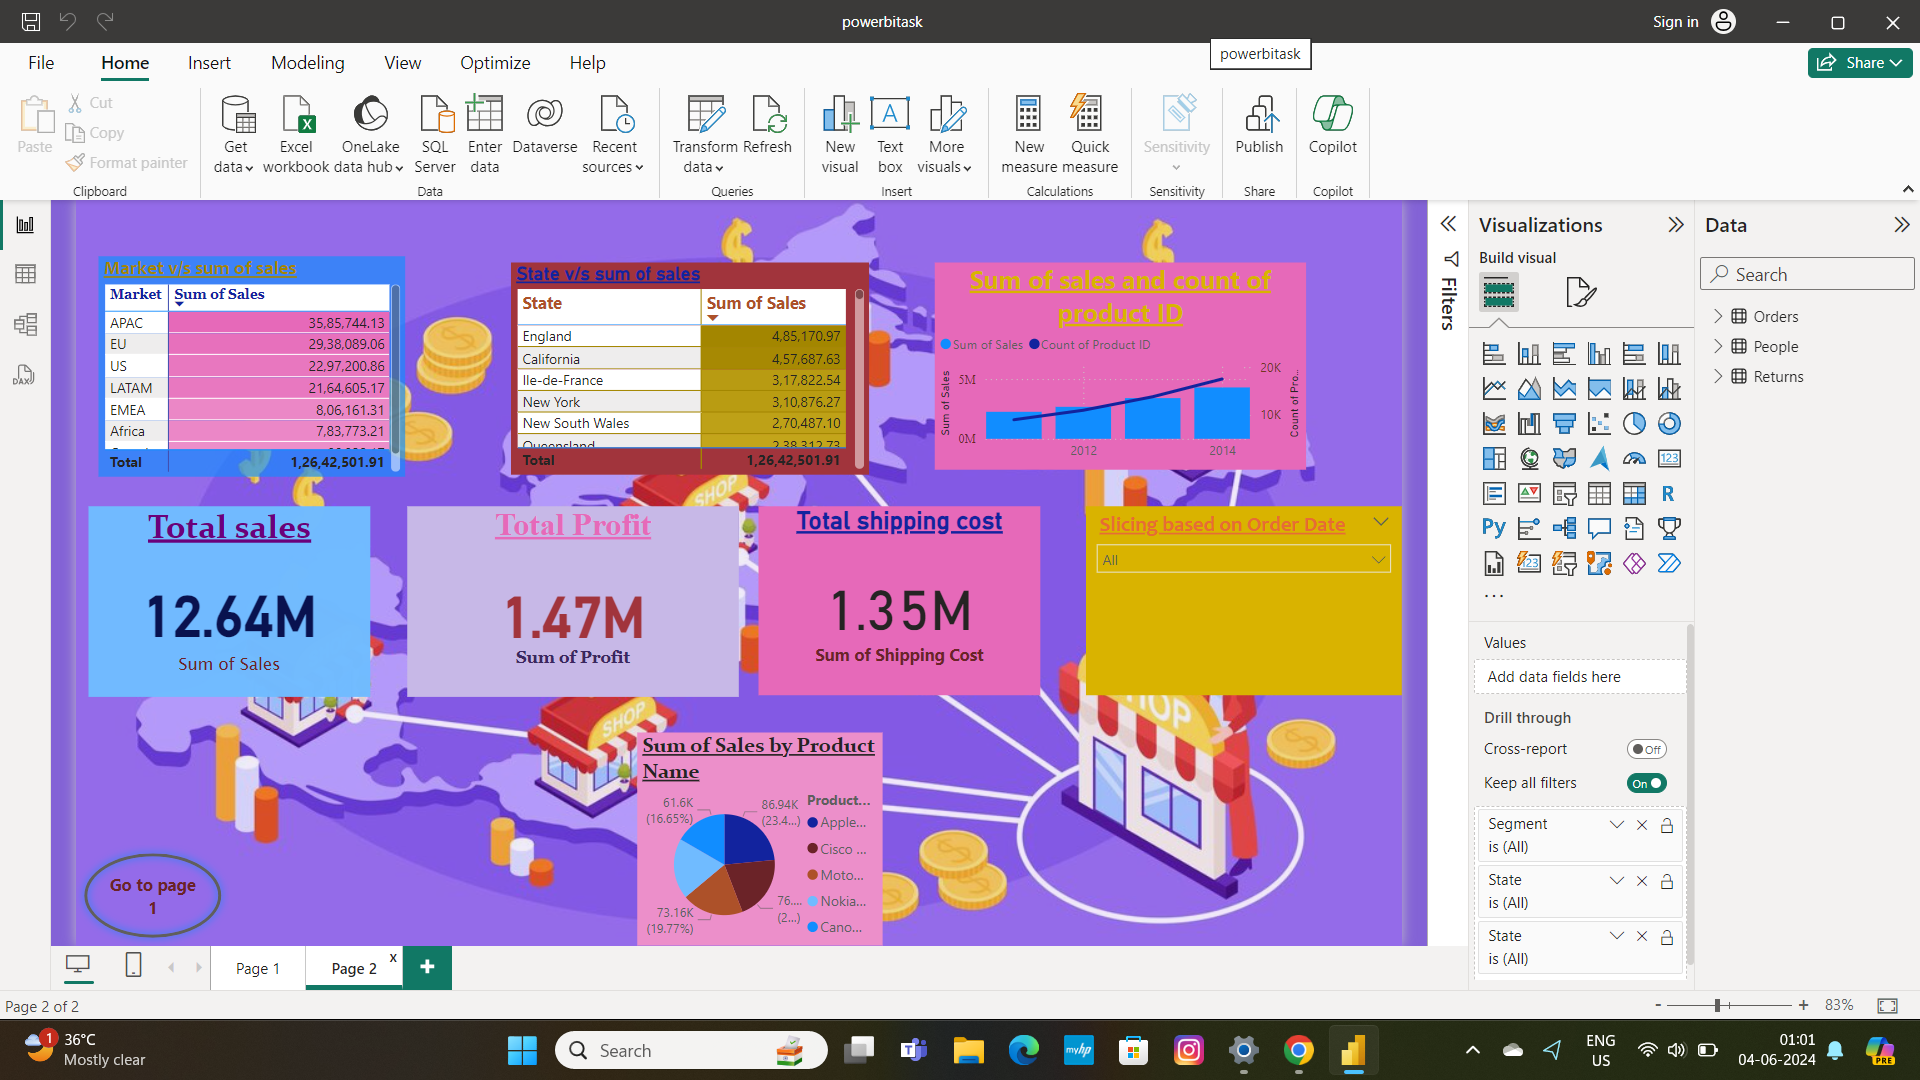 powerbitask
Sign in
powerbitask
File
Home
Insert
Modeling
View
Optimize
Help
Share
Paste
Cut
Copy
Format painter
Clipboard
Get data
Excel workbook
OneLake data hub
SQL Server
Enter data
Dataverse
Recent sources
Data
Transform data
Refresh
Queries
New visual
Text box
More visuals
Insert
New measure
Quick measure
Calculations
Sensitivity
Sensitivity
Publish
Share
Copilot
Copilot
Market v/s sum of sales
Market Sum of Sales
APAC 35,85,744.13
EU 29,38,089.06
US 22,97,200.86
LATAM 21,64,605.17
EMEA 8,06,161.31
Africa 7,83,773.21
Total 1,26,42,501.91
State v/s sum of sales
State Sum of Sales
England 4,85,170.97
California 4,57,687.63
Ile-de-France 3,17,822.54
New York 3,10,876.27
New South Wales 2,70,487.10
Queensland 2,38,312.73
Total 1,26,42,501.91
Sum of sales and count of
product ID
Sum of Sales Count of Product ID
Sum of Sales
5M
0M
20K
10K
Count of Pro...
2012 2014
Total sales
12.64M
Sum of Sales
Total Profit
1.47M
Sum of Profit
Total shipping cost
1.35M
Sum of Shipping Cost
Slicing based on Order Date
All
SHOP
SHOP
Sum of Sales by Product
Name
61.6K
(16.65%)
86.94K
(23.4...)
76....
(2...)
73.16K
(19.77%)
Product...
Apple...
Cisco ...
Moto...
Nokia...
Cano...
Go to page
1
Filters
Visualizations
Build visual
Values
Add data fields here
Drill through
Cross-report Off
Keep all filters On
Segment
is (All)
State
is (All)
State
is (All)
Data
Search
Orders
People
Returns
Page 1
Page 2
x
Page 2 of 2
- + 83%
1
36°C
Mostly clear
Search
myhp
ENG
US
01:01
04-06-2024
PRE